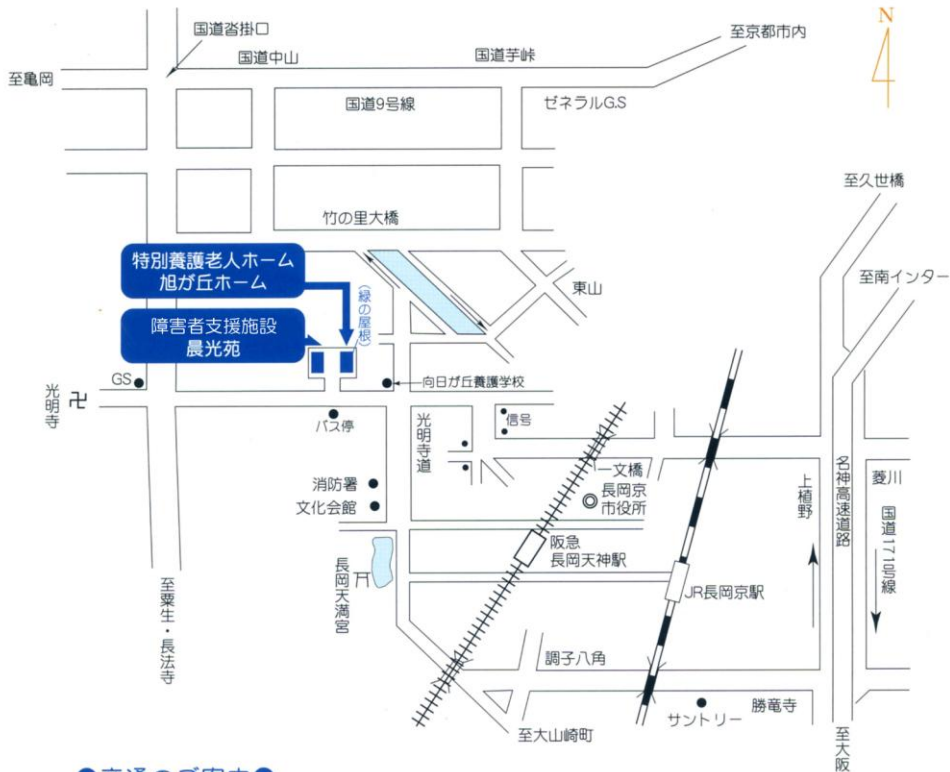 国道沓掛口
国道中山
国道芋峠
至京都市内
N
至亀岡
国道9号線
ゼネラルG.S
至久世橋
竹の里大橋
至南インター
特別養護老人ホーム
旭が丘ホーム
(緑の屋根)
東山
障害者支援施設
晨光苑
GS
向日が丘養護学校
光明寺
バス停
光明寺道
信号
一文橋
消防署
文化会館
長岡京
市役所
上植野
名神高速道路
菱川
国道171号線
阪急
長岡天神駅
長岡天満宮
JR長岡京駅
至粟生・長法寺
調子八角
サントリー
勝竜寺
至大山崎町
至大阪